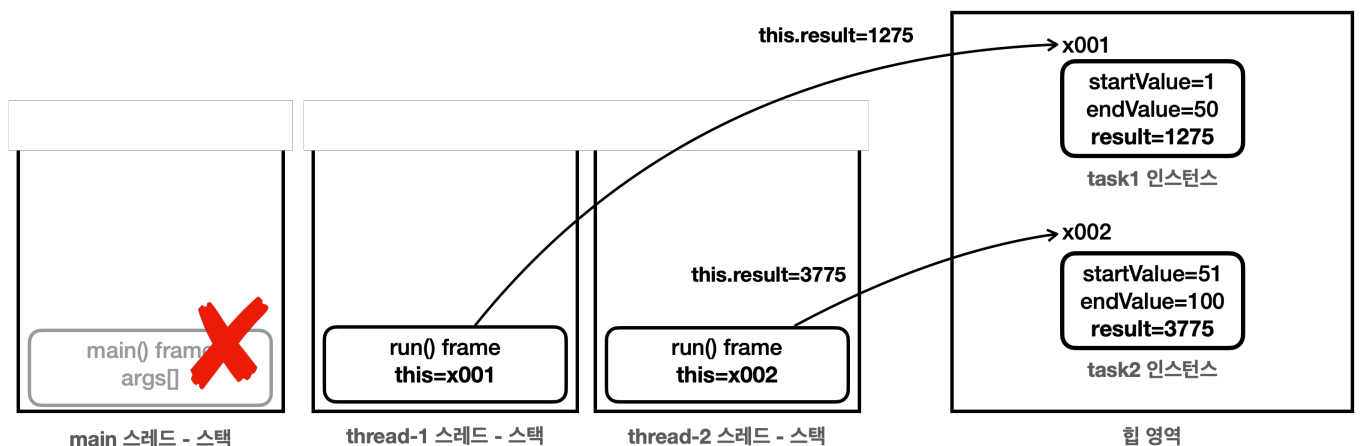 this.result=1275
x001
startValue=1
endValue=50
result=1275
task1 인스턴스
x002
this.result=3775
startValue=51
endValue=100
result=3775
task2 인스턴스
main() frame
args[]
run() frame
this=x001
run() frame
this=x002
main 스레드 - 스택
thread-1 스레드 - 스택
thread-2 스레드 - 스택
힙 영역